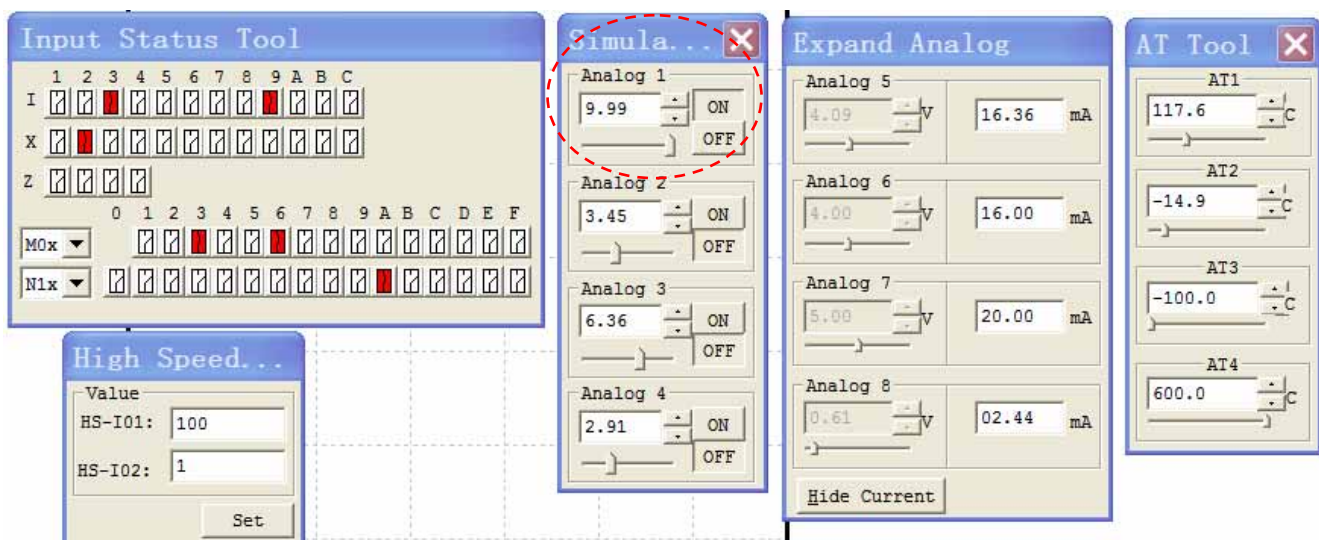 Input Status Tool
1 2 3 4 5 6 7 8 9 A B C
I
X
Z
0 1 2 3 4 5 6 7 8 9 A B C D E F
M0x
N1x
High Speed...
Value
HS-I01: 100
HS-I02: 1
Set
Simula...
Analog 1
9.99 ON
OFF
Analog 2
3.45 ON
OFF
Analog 3
6.36 ON
OFF
Analog 4
2.91 ON
OFF
Expand Analog
Analog 5
4.09 V 16.36 mA
Analog 6
4.00 V 16.00 mA
Analog 7
5.00 V 20.00 mA
Analog 8
0.61 V 02.44 mA
Hide Current
AT Tool
AT1
117.6 C
AT2
-14.9 C
AT3
-100.0 C
AT4
600.0 C